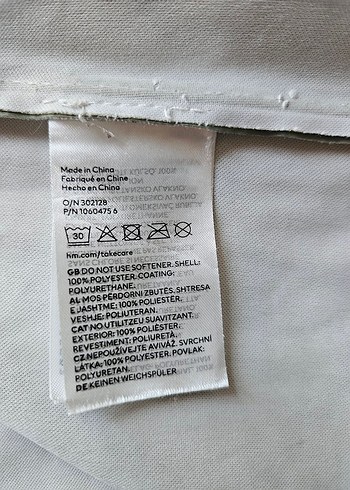 Made in China
Fabriqué en Chine
Hecho en China
O/N 302128
P/N 1060475 6
30
hm.com/takecare
GB DO NOT USE SOFTENER. SHELL:
100% POLYESTER. COATING:
POLYURETHANE.
AL MOS PËRDORNI ZBUTËS. SHTRESA
E JASHTME: 100% POLIESTËR.
VESHJE: POLIURETAN.
CAT NO UTILITZEU SUAVITZANT.
EXTERIOR: 100% POLIÈSTER.
REVESTIMENT: POLIURETÀ.
CZ NEPOUŽÍVEJTE AVIVÁŽ. SVRCHNÍ
LÁTKA: 100% POLYESTER. POVLAK:
POLYURETAN.
DE KEINEN WEICHSPÜLER